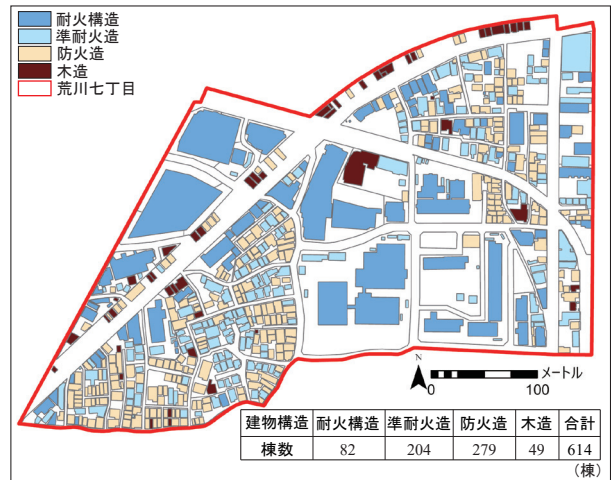 耐火構造
準耐火造
防火造
木造
荒川七丁目
N
メートル
0 100
建物構造 耐火構造 準耐火造 防火造 木造 合計
棟数 82 204 279 49 614
(棟)